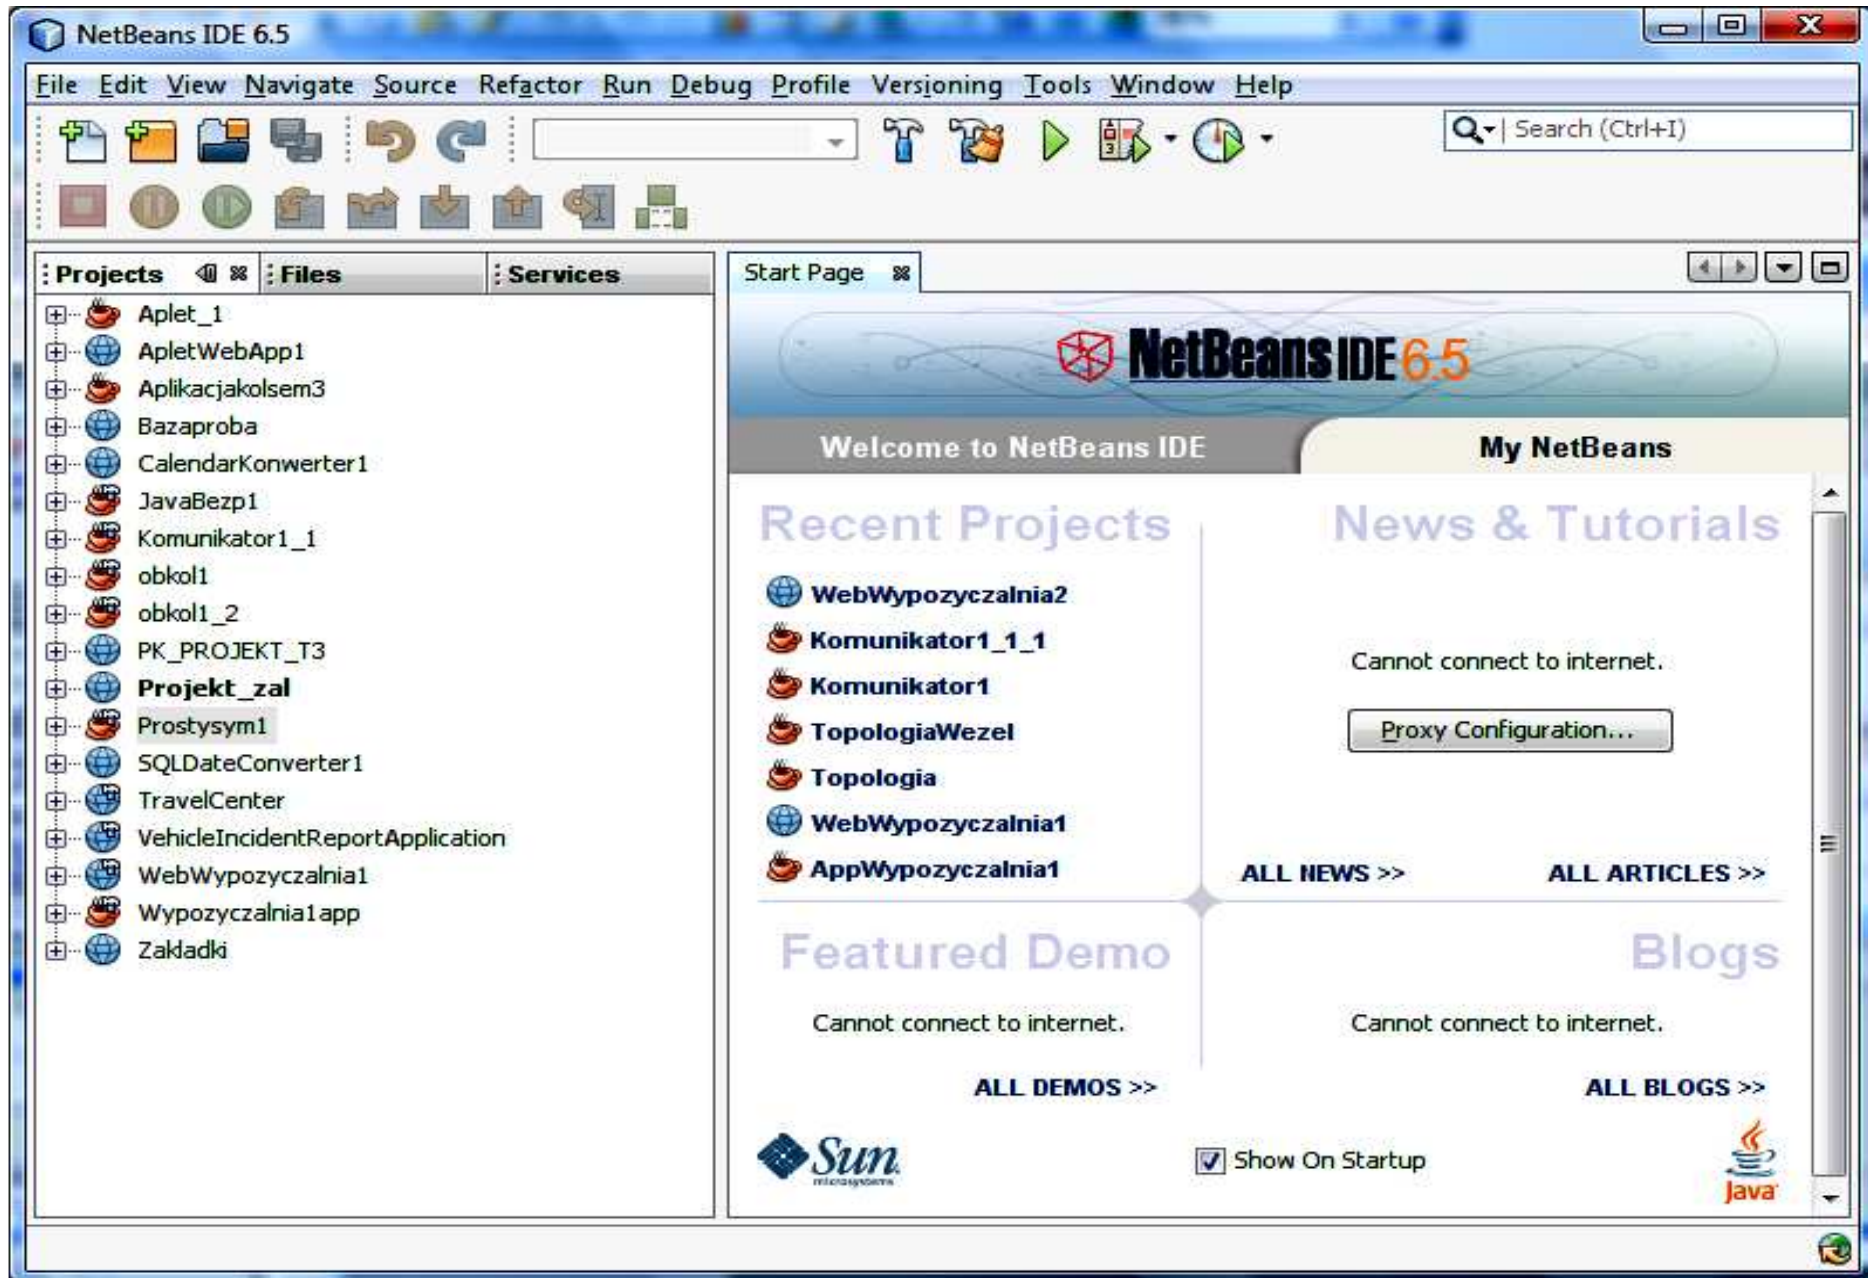 NetBeans IDE 6.5
File Edit View Navigate Source Refactor Run Debug Profile Versioning Tools Window Help
Search (Ctrl+I)
Projects Files Services
Aplet_1
ApletWebApp1
Aplikacjakolsem3
Bazaproba
CalendarKonwerter1
JavaBezp1
Komunikator1_1
obkol1
obkol1_2
PK_PROJEKT_T3
Projekt_zal
Prostysym1
SQLDateConverter1
TravelCenter
VehicleIncidentReportApplication
WebWypozyczalnia1
Wypozyczalnia1app
Zakladki
Start Page
NetBeans IDE 6.5
Welcome to NetBeans IDE
My NetBeans
Recent Projects
WebWypozyczalnia2
Komunikator1_1_1
Komunikator1
TopologiaWezel
Topologia
WebWypozyczalnia1
AppWypozyczalnia1
News & Tutorials
Cannot connect to internet.
Proxy Configuration...
ALL NEWS >> ALL ARTICLES >>
Featured Demo
Cannot connect to internet.
ALL DEMOS >>
Blogs
Cannot connect to internet.
ALL BLOGS >>
Sun
microsystems
Show On Startup
Java